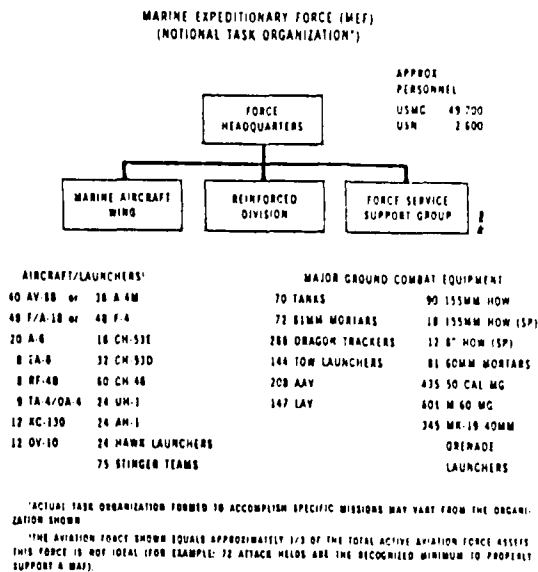 MARINE EXPEDITIONARY FORCE (MEF)
(NOTIONAL TASK ORGANIZATION*)
APPROX
PERSONNEL
USMC 49,700
USN 2,600
FORCE
HEADQUARTERS
MARINE AIRCRAFT
WING
REINFORCED
DIVISION
FORCE SERVICE
SUPPORT GROUP
AIRCRAFT/LAUNCHERS
40 AV-8B or 38 A-4M
48 F/A-18 or 48 F-4
20 A-6 16 CH-53E
8 EA-6 32 CH-53D
8 RF-4B 60 CH-46
9 TA-4/OA-4 24 UH-1
12 KC-130 24 AH-1
12 OV-10 24 HAWK LAUNCHERS
75 STINGER TEAMS
MAJOR GROUND COMBAT EQUIPMENT
70 TANKS 90 155MM HOW
72 81MM MORTARS 18 155MM HOW (SP)
288 DRAGON TRACKERS 12 8" HOW (SP)
144 TOW LAUNCHERS 81 60MM MORTARS
208 AAV 435 50 CAL MG
147 LAV 601 M-60 MG
345 MK-19 40MM
GRENADE
LAUNCHERS
*ACTUAL TASK ORGANIZATION FORMED TO ACCOMPLISH SPECIFIC MISSIONS MAY VARY FROM THE ORGANI-
ZATION SHOWN
THE AVIATION FORCE SHOWN EQUALS APPROXIMATELY 1/3 OF THE TOTAL ACTIVE AVIATION FORCE ASSETS
THIS FORCE IS NOT IDEAL (FOR EXAMPLE: 72 ATTACK HELOS ARE THE RECOGNIZED MINIMUM TO PROPERLY
SUPPORT A MAF).